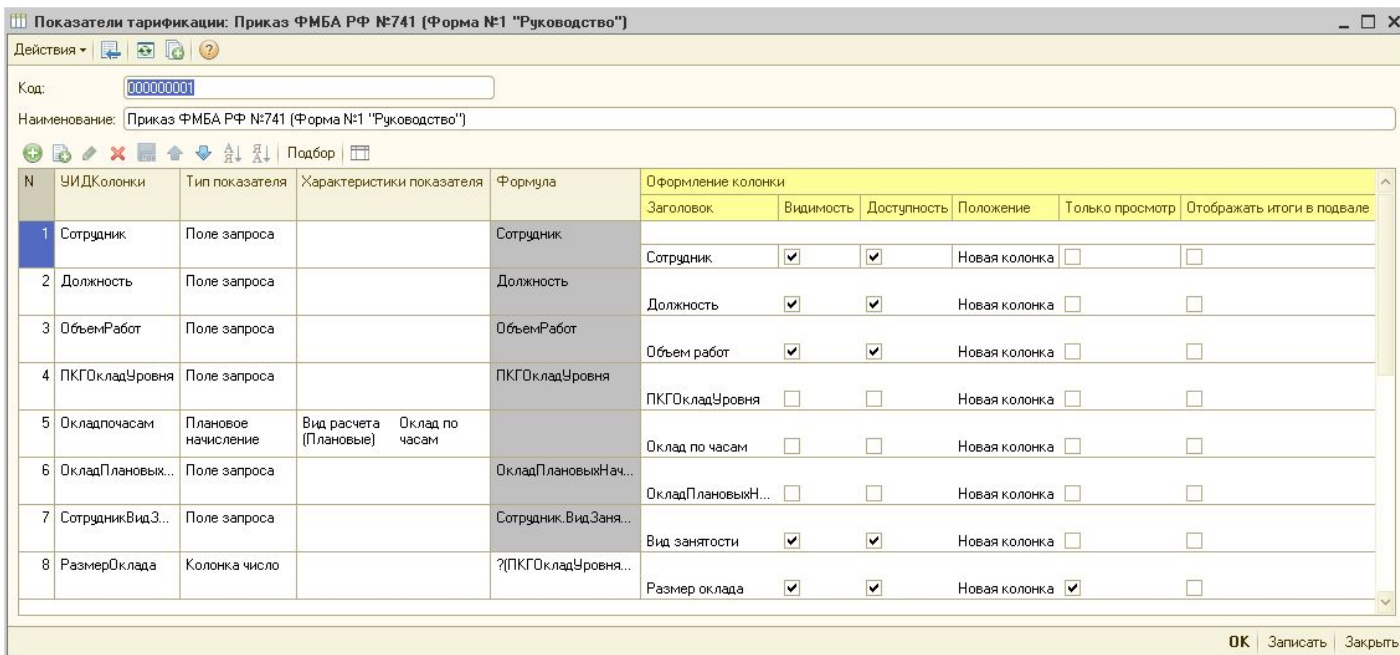 Показатели тарификации: Приказ ФМБА РФ №741 (Форма №1 "Руководство")
Действия
Код: 000000001
Наименование: Приказ ФМБА РФ №741 (Форма №1 "Руководство")
Подбор
N УИДКолонки Тип показателя Характеристики показателя Формула Оформление колонки
Заголовок Видимость Доступность Положение Только просмотр Отображать итоги в подвале
1 Сотрудник Поле запроса Сотрудник
Сотрудник Новая колонка
2 Должность Поле запроса Должность
Должность Новая колонка
3 ОбъемРабот Поле запроса ОбъемРабот
Объем работ Новая колонка
4 ПКГОкладУровня Поле запроса ПКГОкладУровня
ПКГОкладУровня Новая колонка
5 Окладпочасам Плановое Вид расчета Оклад по
начисление (Плановые) часам
Оклад по часам Новая колонка
6 ОкладПлановых... Поле запроса ОкладПлановыхНач...
ОкладПлановыхН... Новая колонка
7 СотрудникВидЗ... Поле запроса Сотрудник.ВидЗаня...
Вид занятости Новая колонка
8 РазмерОклада Колонка число ?(ПКГОкладУровня...
Размер оклада Новая колонка
ОК Записать Закрыть